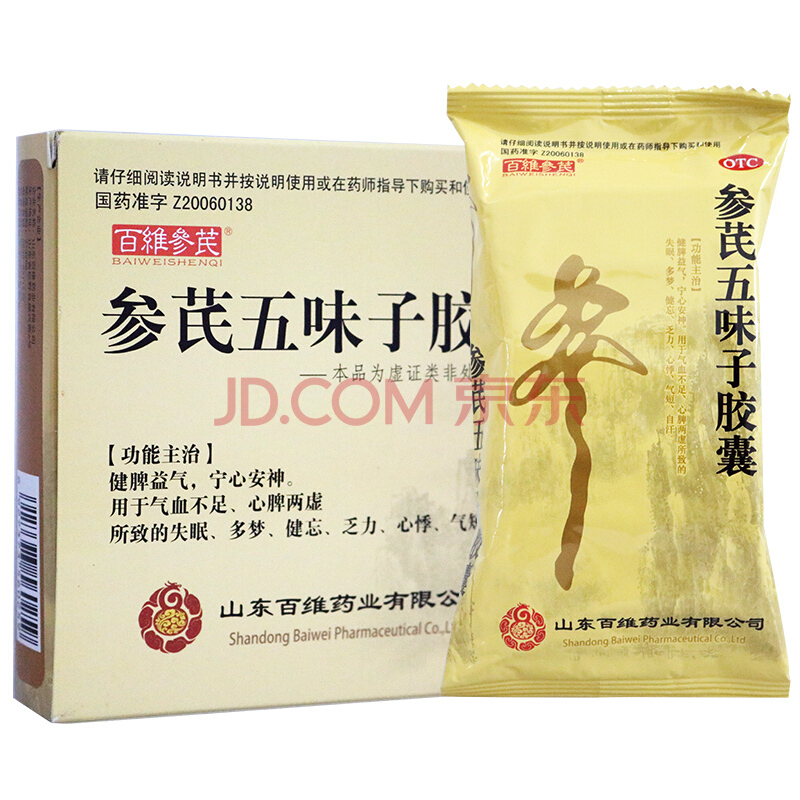 请仔细阅读说明书并按说明使用或在药师指导下购买和使
国药准字 Z20060138
百維參芪®
BAIWEISHENQI
参芪五味子胶
——本品为虚证类非处
【功能主治】
健脾益气，宁心安神。
用于气血不足、心脾两虚
所致的失眠、多梦、健忘、乏力、心悸、气短
山东百维药业有限公
Shandong Baiwei Pharmaceutical Co.,L
请仔细阅读说明书并按说明使用或在药师指导下购买和使用
国药准字 Z20060138
百維參芪®
BAIWEISHENQI
OTC
参芪五味子胶囊
【功能主治】
健脾益气，宁心安神。用于气血不足、心脾两虚所致的
失眠、多梦、健忘、乏力、心悸、气短、自汗
参
参芪五味
山东百维药业有限公司
Shandong Baiwei Pharmaceutical Co.,Ltd
JD.COM 京东